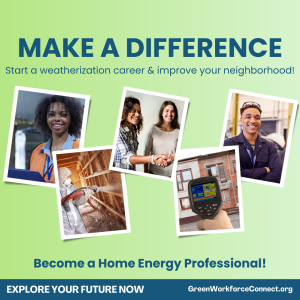 MAKE A DIFFERENCE
Start a weatherization career & improve your neighborhood!
Become a Home Energy Professional!
EXPLORE YOUR FUTURE NOW
GreenWorkforceConnect.org